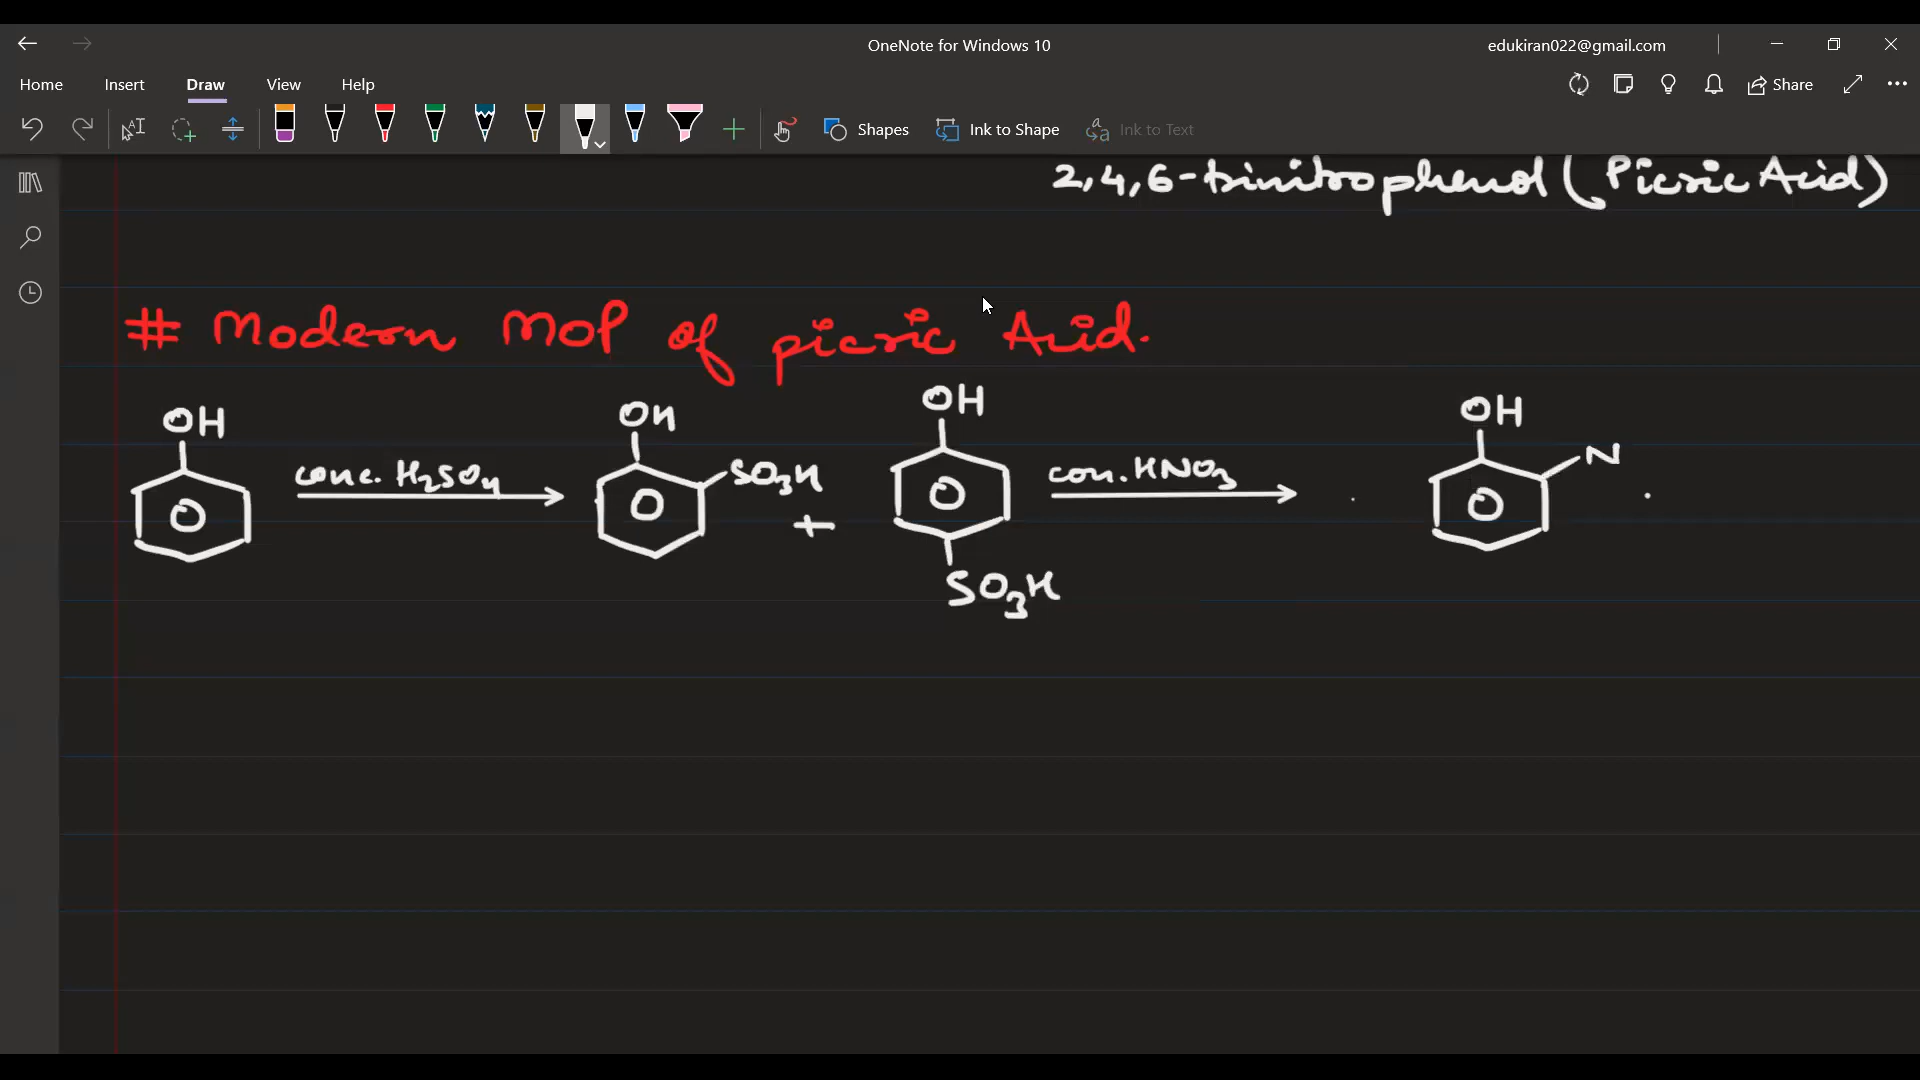 OneNote for Windows 10
edukiran022@gmail.com
Home Insert Draw View Help
Share
Shapes Ink to Shape Ink to Text
2,4,6-trinitrophenol (Picric Acid)
# Modern MOP of picric Acid.
OH OH OH OH
conc. H₂SO₄ SO₃H con. HNO₃ N
+
SO₃H